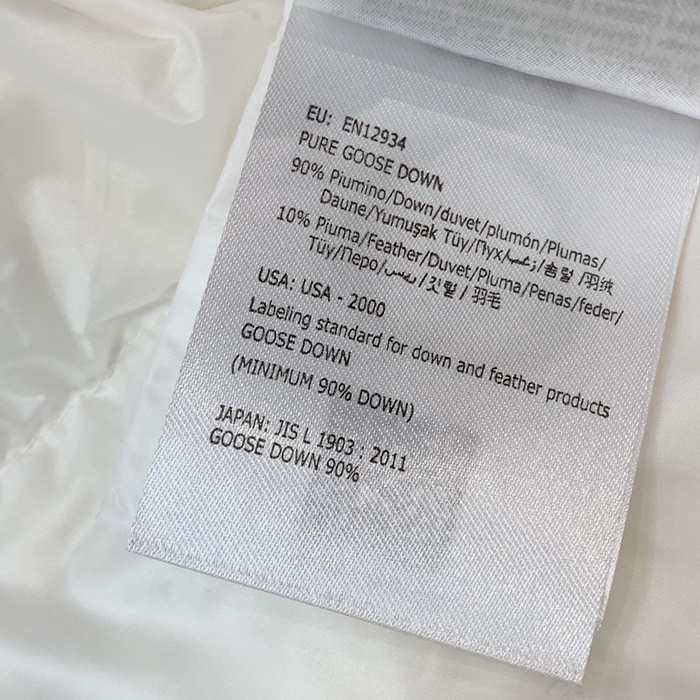 EU: EN12934
PURE GOOSE DOWN
90% Piumino/Down/duvet/plumón/Plumas/
Daune/Yumuşak Tüy/Пух/زغب/솜털/羽绒
10% Piuma/Feather/Duvet/Pluma/Penas/feder/
Tüy/Перо/ريش/깃털/羽毛
USA: USA - 2000
Labeling standard for down and feather products
GOOSE DOWN
(MINIMUM 90% DOWN)
JAPAN: JIS L 1903 : 2011
GOOSE DOWN 90%